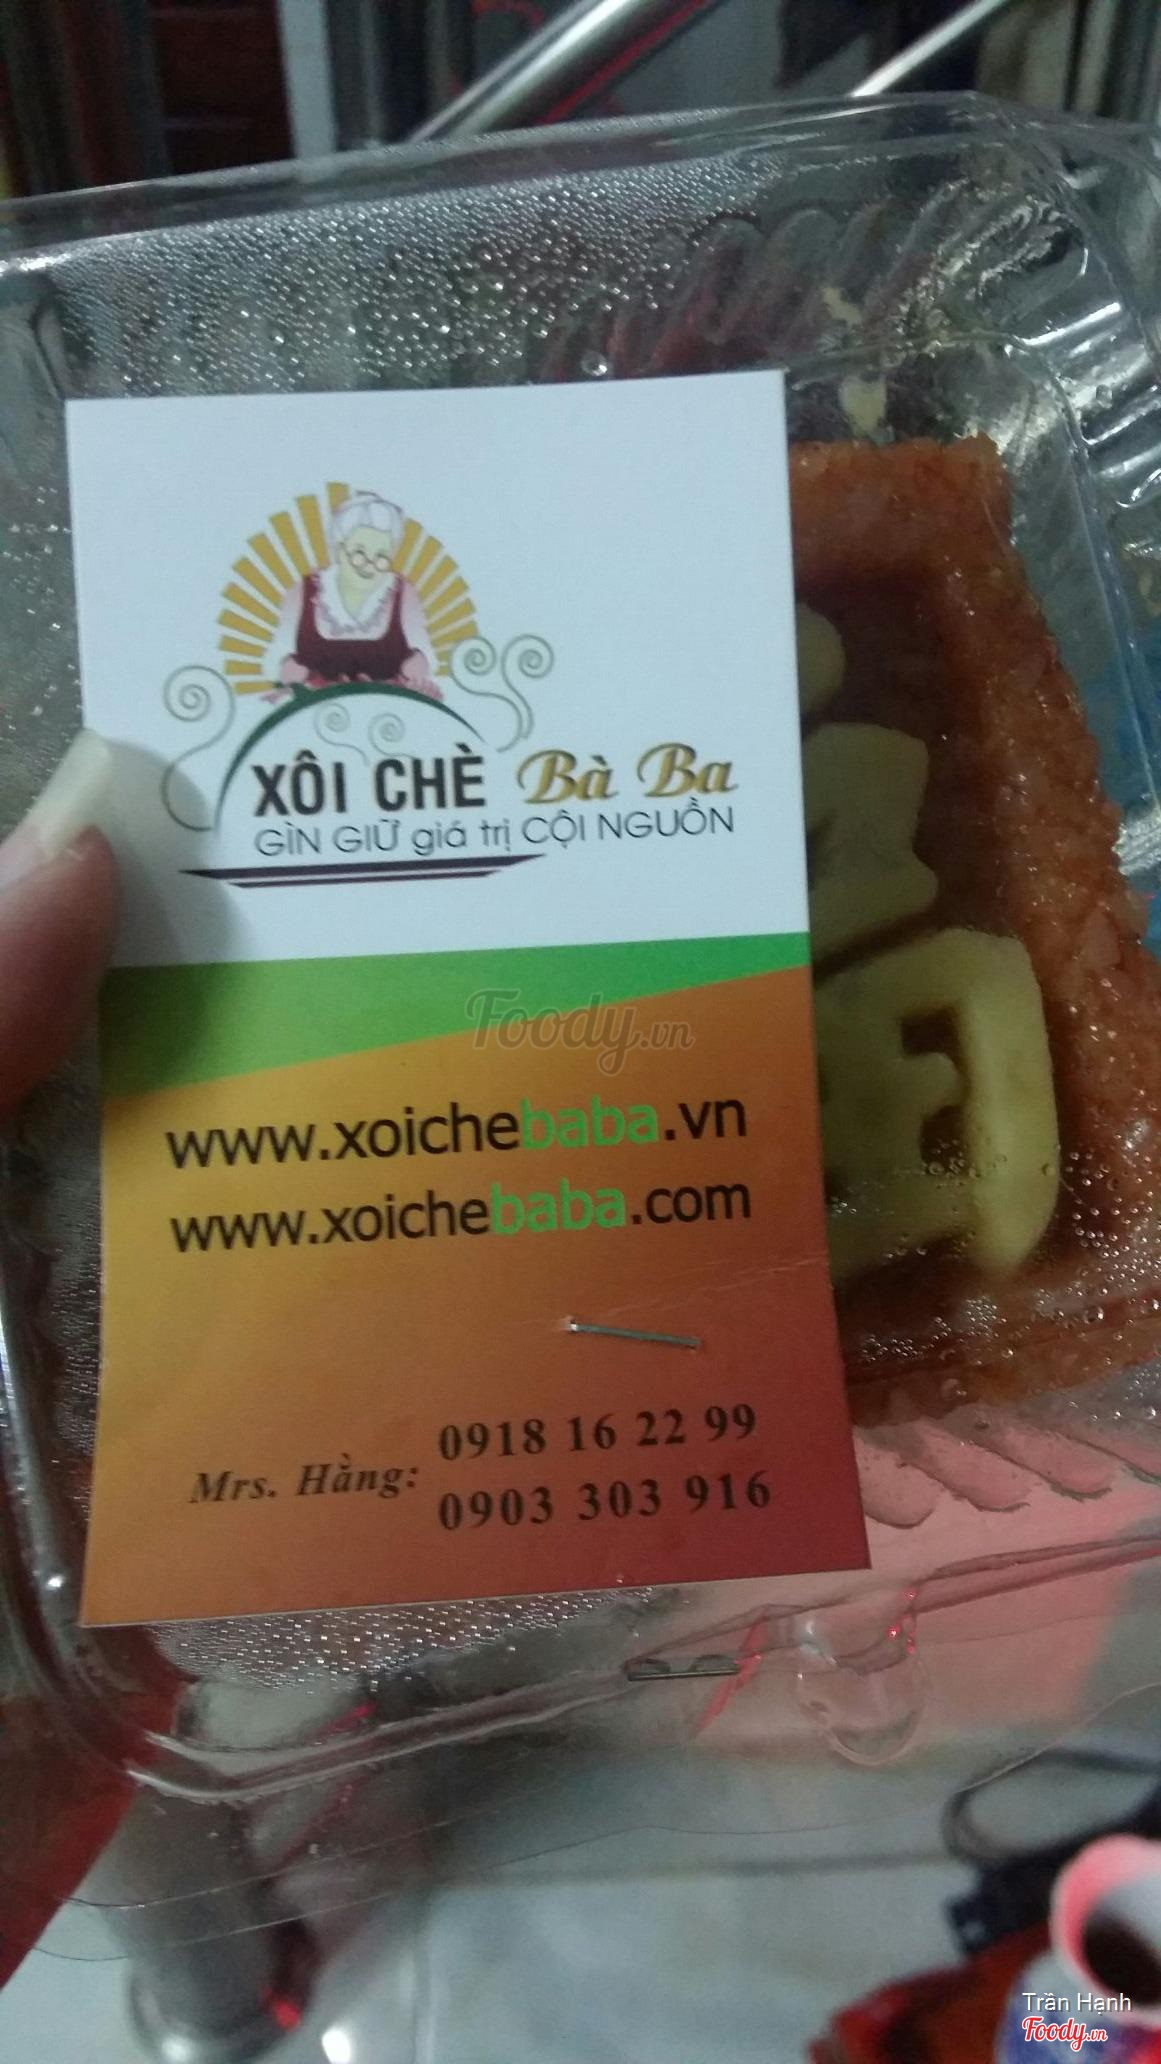 XÔI CHÈ Bà Ba
GÌN GIỮ giá trị CỘI NGUỒN
Foody.vn
www.xoichebaba.vn
www.xoichebaba.com
Mrs. Hằng: 0918 16 22 99
0903 303 916
Trần Hạnh
Foody.vn